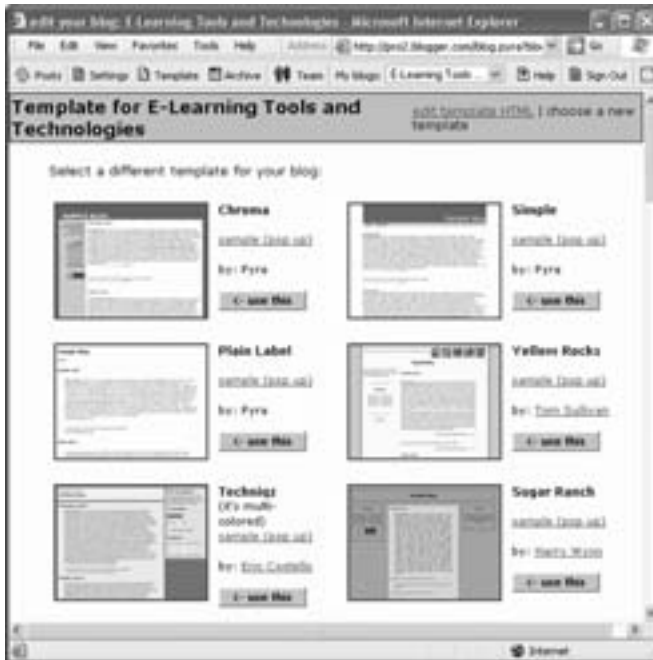 edit your blog: E-Learning Tools and Technologies - Microsoft Internet Explorer
File Edit View Favorites Tools Help Address Go
Posts Settings Template Archive Team My blogs: E-Learning Tools ... Help Sign Out
Template for E-Learning Tools and Technologies
edit template HTML | choose a new template
Select a different template for your blog:
Chroma
sample (pop up)
by: Pyra
<- use this
Simple
sample (pop up)
by: Pyra
<- use this
Plain Label
sample (pop up)
by: Pyra
<- use this
Yellow Rocks
sample (pop up)
by: Tom Sullivan
<- use this
Techniqz
(it's multi-
colored)
sample (pop up)
by: Eric Costello
<- use this
Sugar Ranch
sample (pop up)
by: Harry
<- use this
Internet